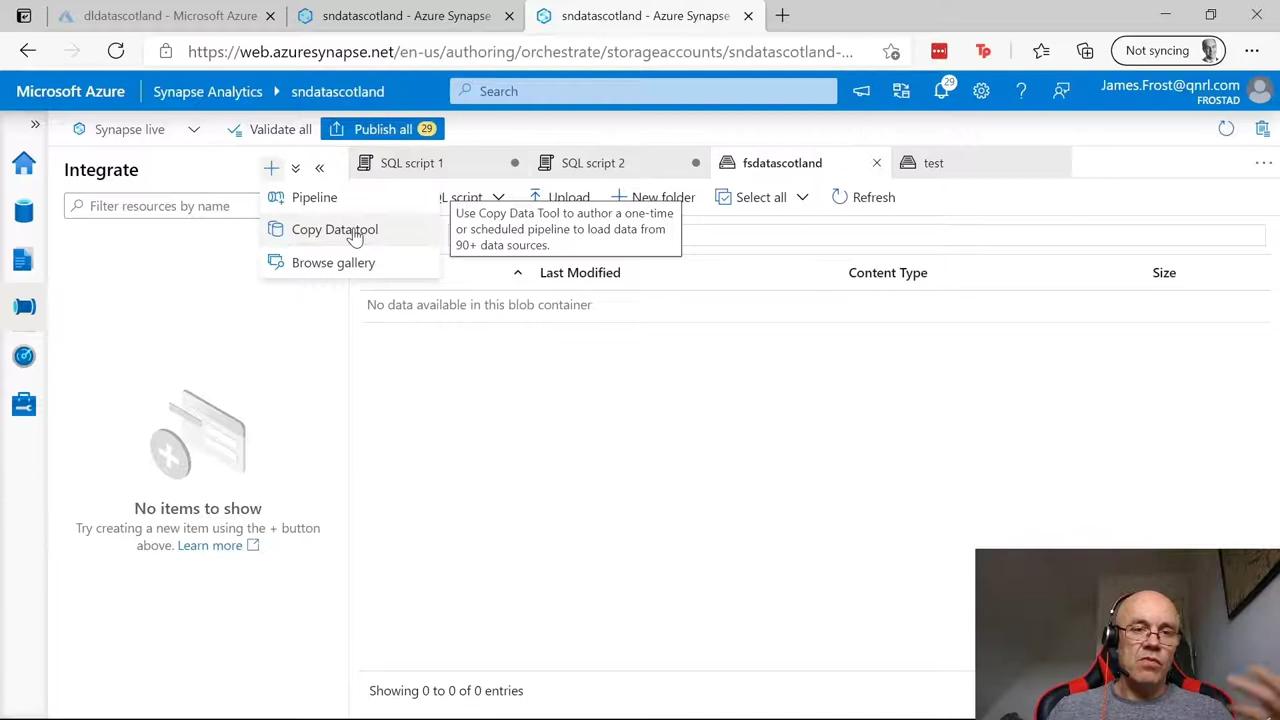 dldatascotland - Microsoft Azure
sndatascotland - Azure Synapse
sndatascotland - Azure Synapse
https://web.azuresynapse.net/en-us/authoring/orchestrate/storageaccounts/sndatascotland-...
Not syncing
Microsoft Azure
Synapse Analytics
sndatascotland
Search
29
James.Frost@qnrl.com
FROSTAD
Synapse live
Validate all
Publish all 29
Integrate
SQL script 1
SQL script 2
fsdatascotland
test
Filter resources by name
Pipeline
Copy Data tool
Browse gallery
script
Upload
New folder
Select all
Refresh
Use Copy Data Tool to author a one-time
or scheduled pipeline to load data from
90+ data sources.
Last Modified
Content Type
Size
No data available in this blob container
No items to show
Try creating a new item using the + button
above. Learn more
Showing 0 to 0 of 0 entries